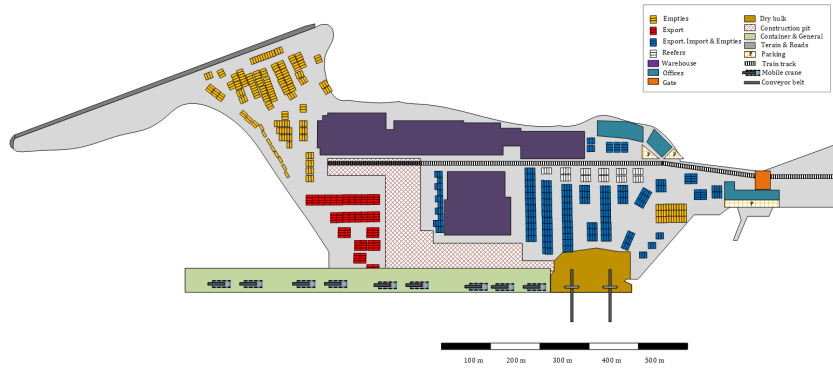 Empties
Export
Export. Import & Empties
Reefers
Warehouse
Offices
Gate
Dry bulk
Construction pit
Container & General
Terain & Roads
P Parking
Train track
Mobile crane
Conveyor belt
P P
P
100 m 200 m 300 m 400 m 500 m